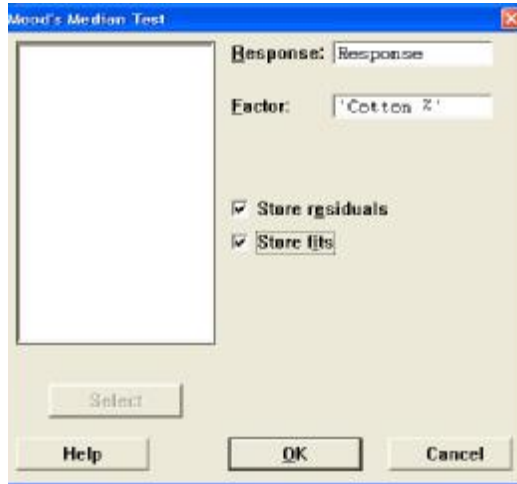 Mood's Median Test
Response: Response
Factor: 'Cotton %'
Store residuals
Store fits
Select
Help OK Cancel